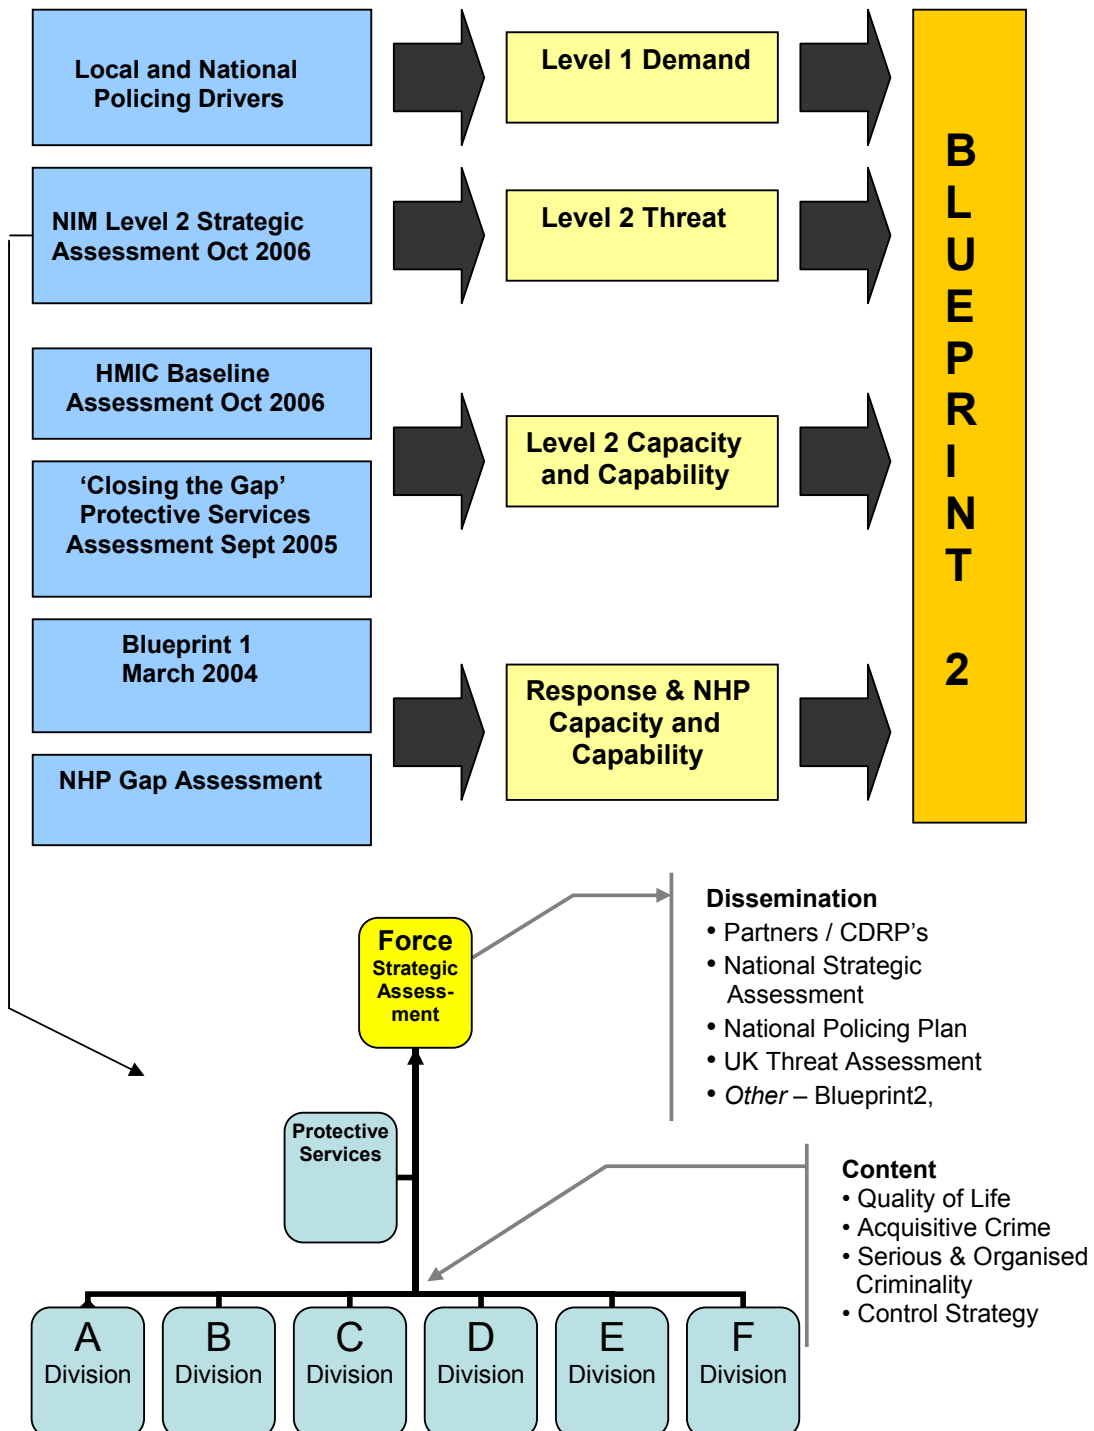 Local and National
Policing Drivers
Level 1 Demand
NIM Level 2 Strategic
Assessment Oct 2006
Level 2 Threat
HMIC Baseline
Assessment Oct 2006
‘Closing the Gap’
Protective Services
Assessment Sept 2005
Level 2 Capacity
and Capability
Blueprint 1
March 2004
NHP Gap Assessment
Response & NHP
Capacity and
Capability
B
L
U
E
P
R
I
N
T
2
Force
Strategic
Assess-
ment
Dissemination
• Partners / CDRP’s
• National Strategic
Assessment
• National Policing Plan
• UK Threat Assessment
• Other – Blueprint2,
Protective
Services
Content
• Quality of Life
• Acquisitive Crime
• Serious & Organised
Criminality
• Control Strategy
A
Division
B
Division
C
Division
D
Division
E
Division
F
Division